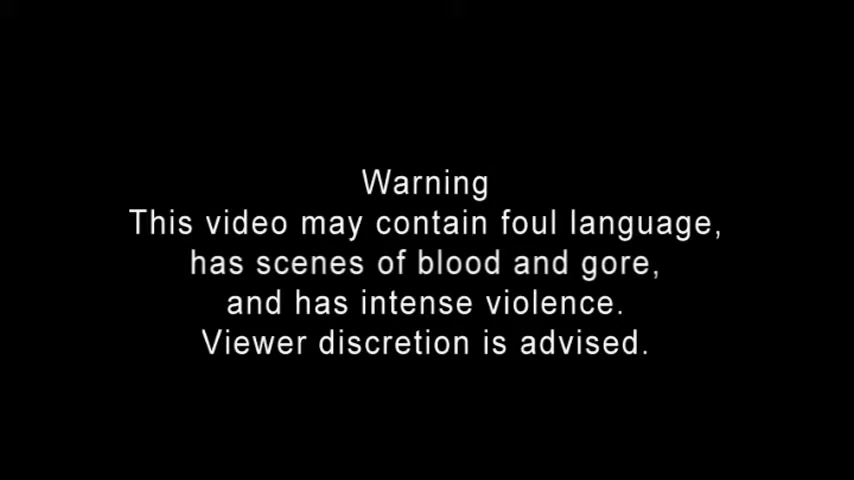 Warning
This video may contain foul language,
has scenes of blood and gore,
and has intense violence.
Viewer discretion is advised.